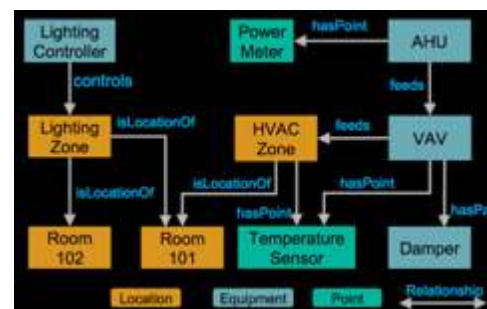 Lighting
Controller
Power
Meter
hasPoint
AHU
controls
feeds
Lighting
Zone
isLocationOf
HVAC
Zone
feeds
VAV
isLocationOf
isLocationOf
hasPoint
hasPoint
hasPa
Room
102
Room
101
Temperature
Sensor
Damper
Location
Equipment
Point
Relationship